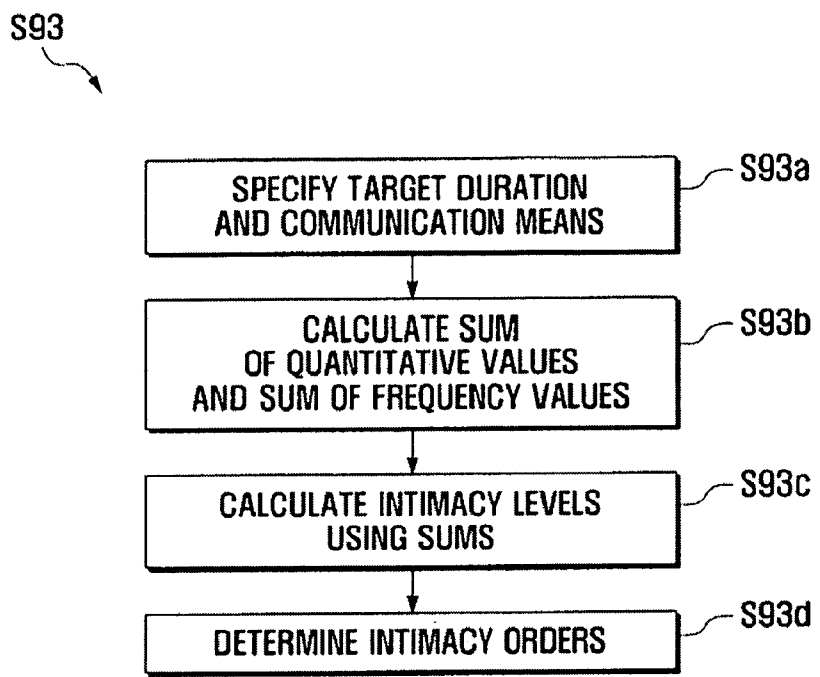 S93
SPECIFY TARGET DURATION
AND COMMUNICATION MEANS
S93a
CALCULATE SUM
OF QUANTITATIVE VALUES
AND SUM OF FREQUENCY VALUES
S93b
CALCULATE INTIMACY LEVELS
USING SUMS
S93c
DETERMINE INTIMACY ORDERS
S93d